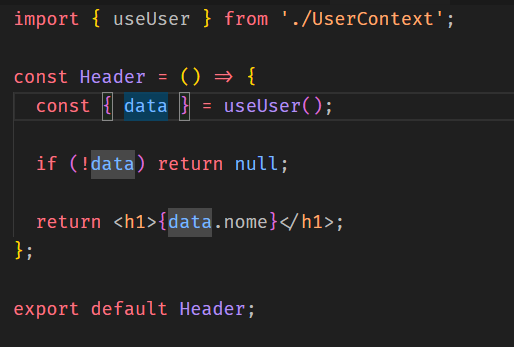 import { useUser } from './UserContext';
const Header = () => {
const { data } = useUser();
if (!data) return null;
return <h1>{data.nome}</h1>;
};
export default Header;